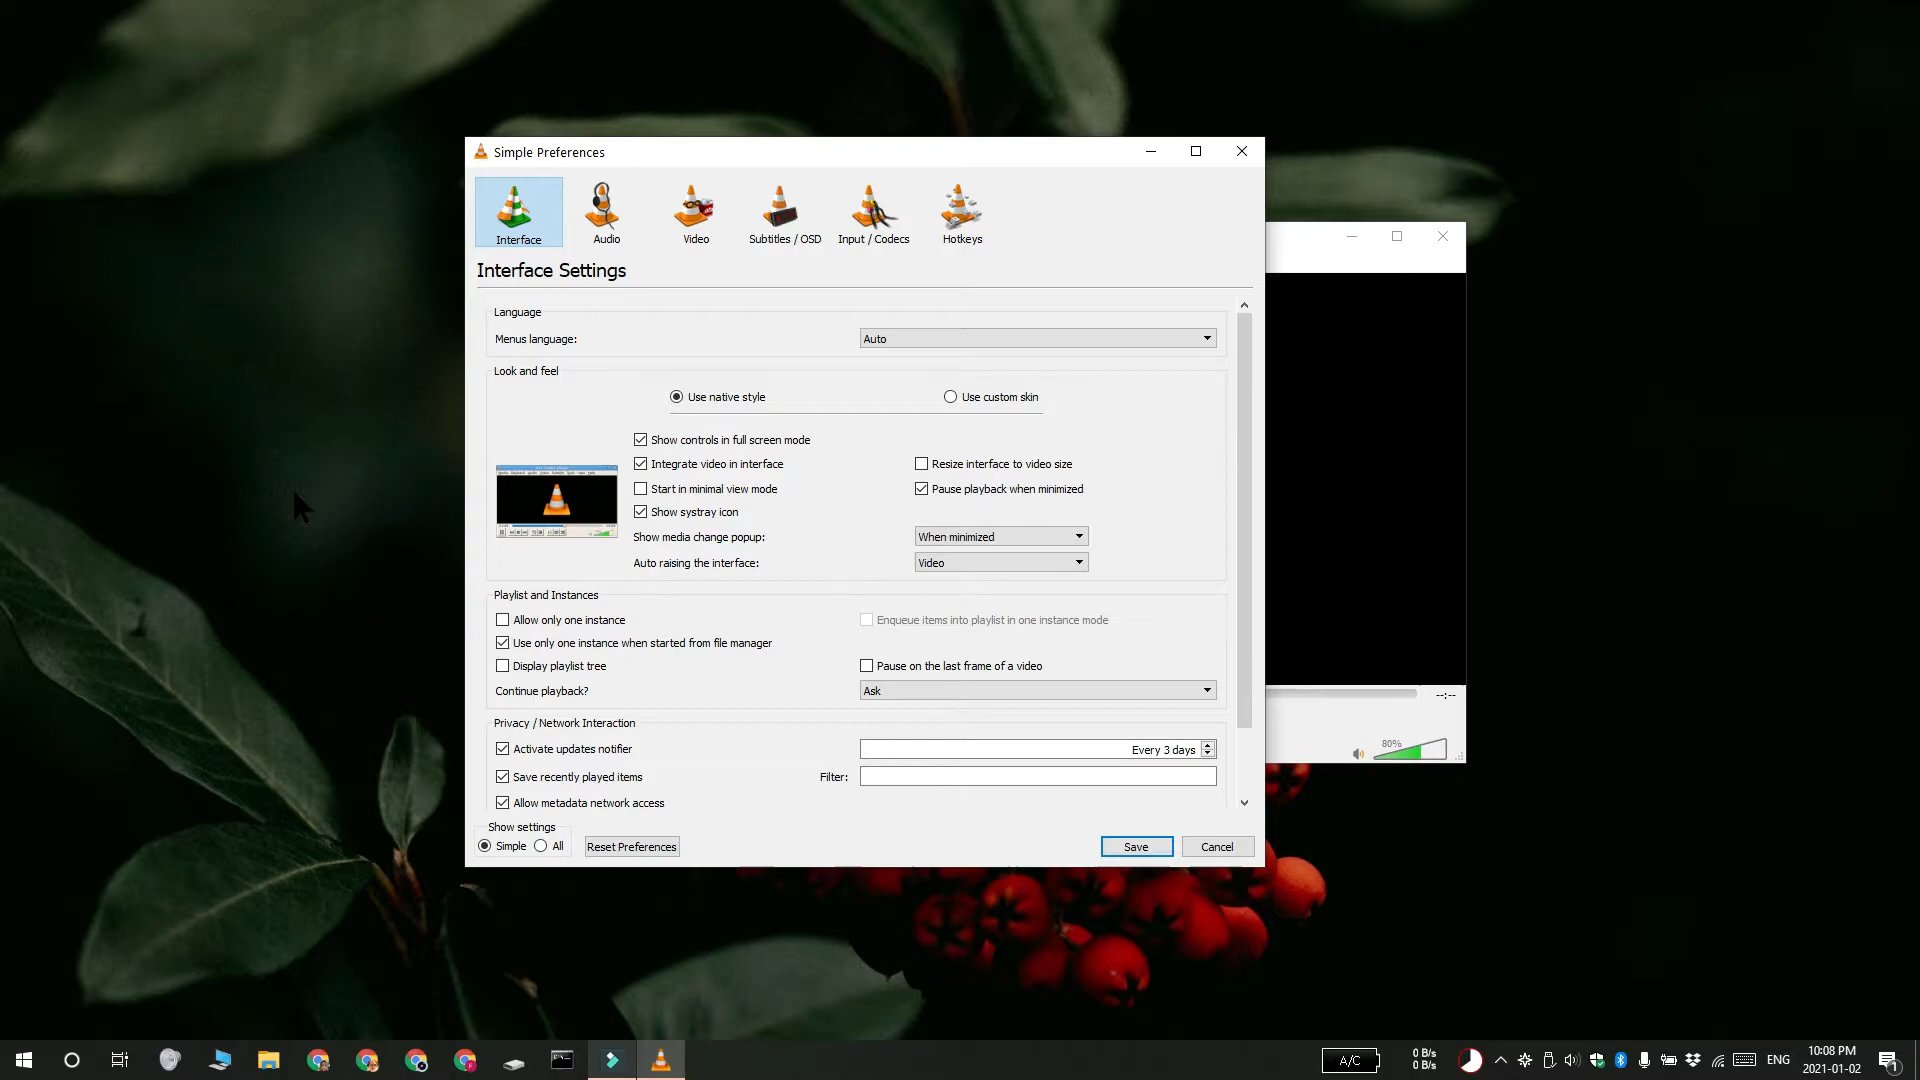 Simple Preferences
Interface
Audio
Video
Subtitles / OSD
Input / Codecs
Hotkeys
Interface Settings
Language
Menus language:
Auto
Look and feel
Use native style
Use custom skin
Show controls in full screen mode
Integrate video in interface
Resize interface to video size
Start in minimal view mode
Pause playback when minimized
Show systray icon
Show media change popup:
When minimized
Auto raising the interface:
Video
Playlist and Instances
Allow only one instance
Enqueue items into playlist in one instance mode
Use only one instance when started from file manager
Display playlist tree
Pause on the last frame of a video
Continue playback?
Ask
Privacy / Network Interaction
Activate updates notifier
Every 3 days
Save recently played items
Filter:
Allow metadata network access
Show settings
Simple
All
Reset Preferences
Save
Cancel
--:--
80%
A/C
0 B/s
0 B/s
ENG
10:08 PM
2021-01-02
1